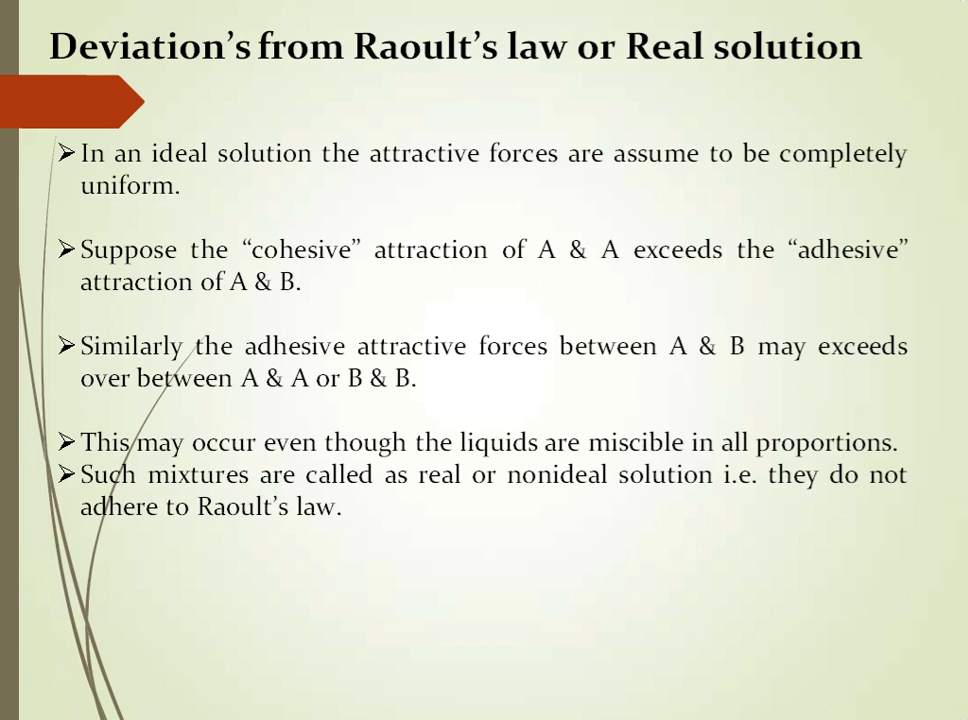 Deviation’s from Raoult’s law or Real solution
➢In an ideal solution the attractive forces are assume to be completely
uniform.
➢Suppose the “cohesive” attraction of A & A exceeds the “adhesive”
attraction of A & B.
➢Similarly the adhesive attractive forces between A & B may exceeds
over between A & A or B & B.
➢This may occur even though the liquids are miscible in all proportions.
➢Such mixtures are called as real or nonideal solution i.e. they do not
adhere to Raoult’s law.